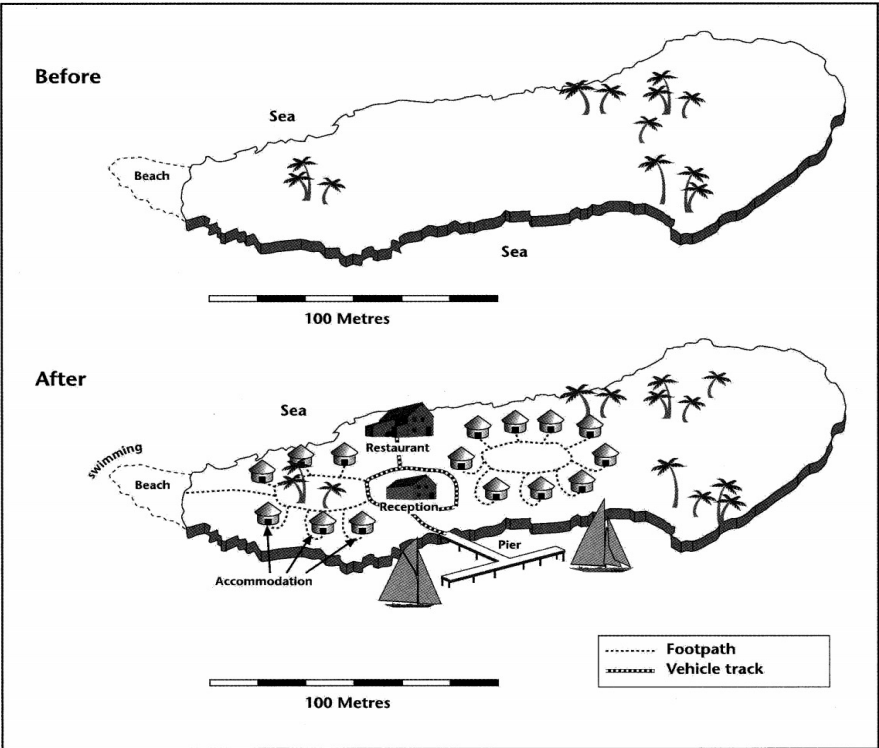 Before
Sea
Beach
Sea
100 Metres
After
Sea
swimming
Beach
Restaurant
Reception
Pier
Accommodation
Footpath
Vehicle track
100 Metres